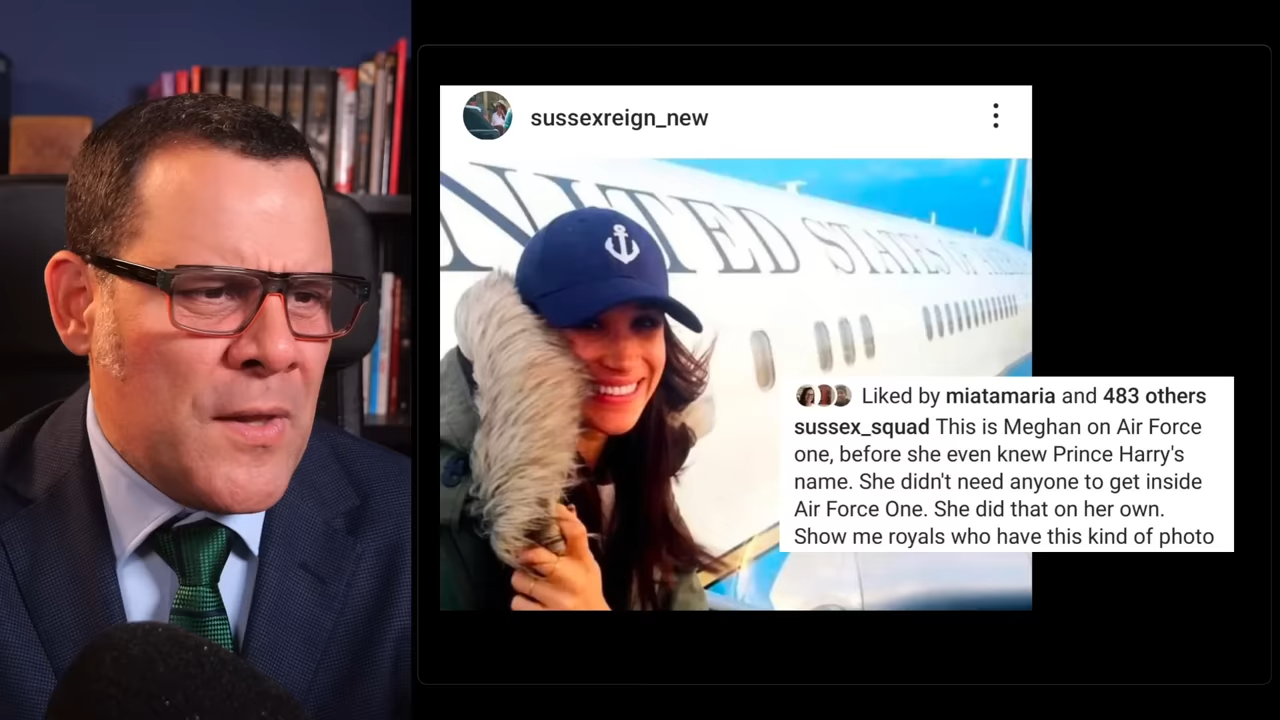 sussexreign_new
NITED STATES OF AMERICA
Liked by miatamaria and 483 others
sussex_squad This is Meghan on Air Force
one, before she even knew Prince Harry's
name. She didn't need anyone to get inside
Air Force One. She did that on her own.
Show me royals who have this kind of photo